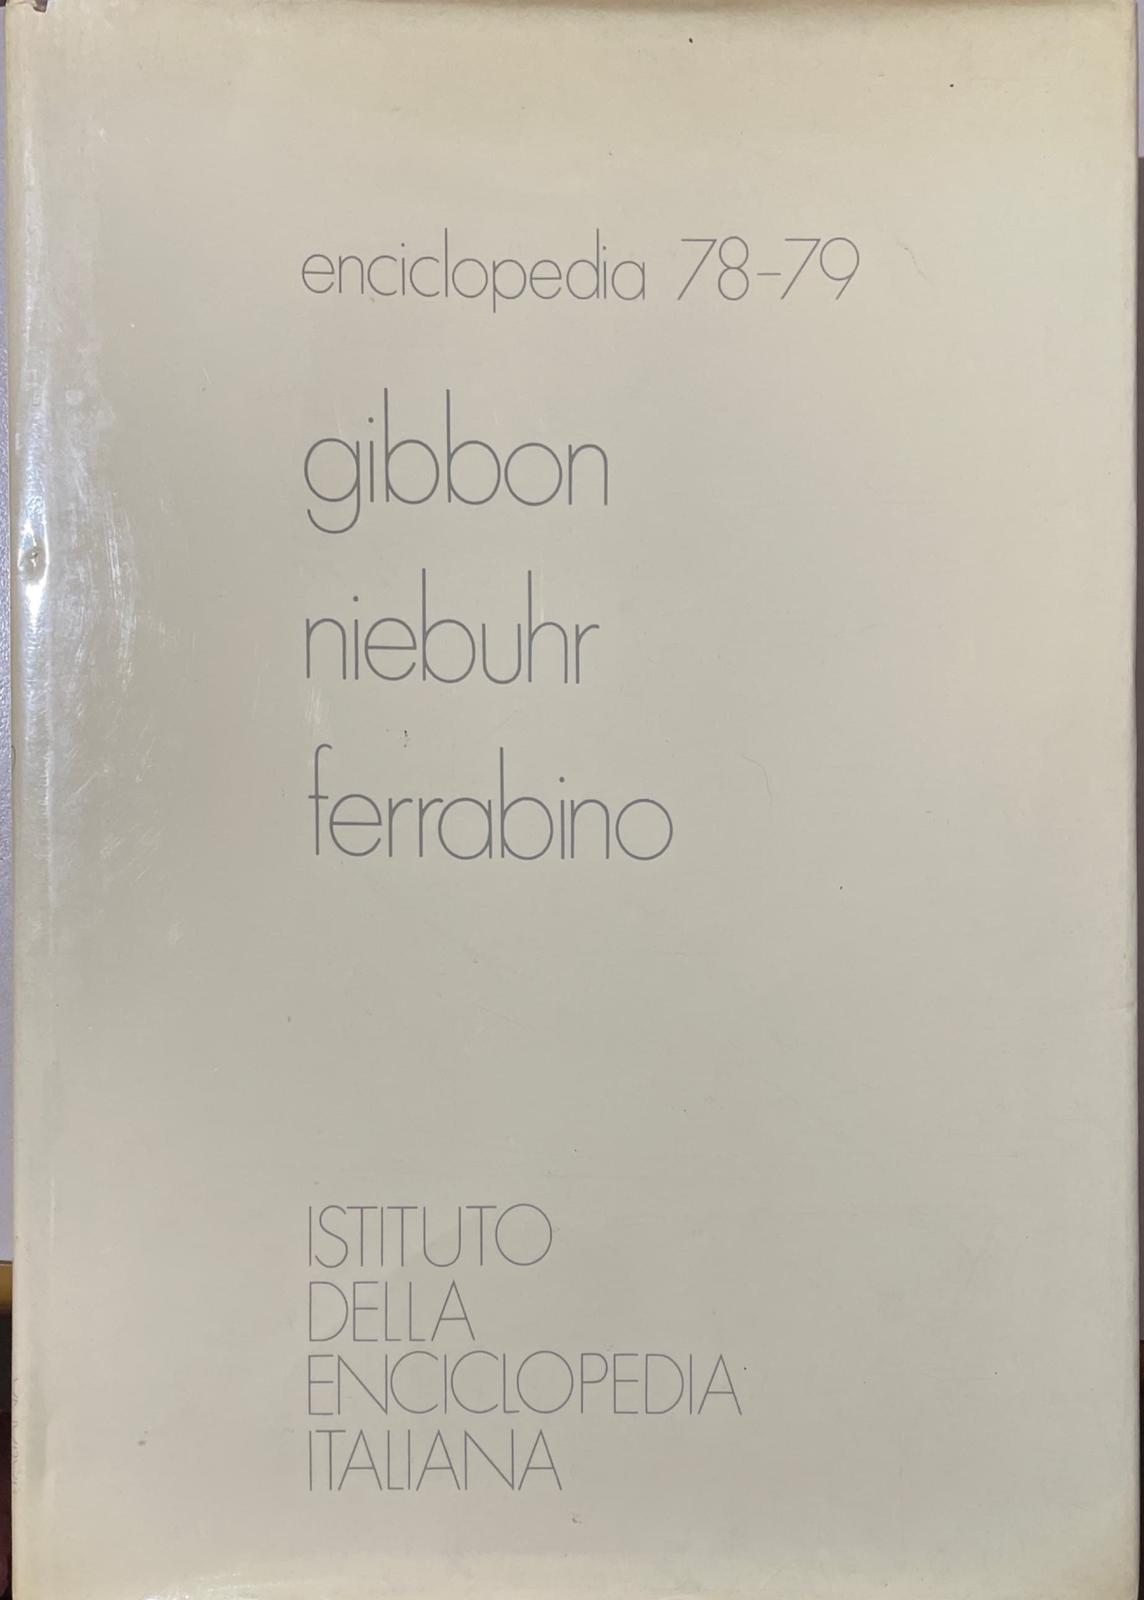 enciclopedia 78-79
gibbon
niebuhr
ferrabino
ISTITUTO
DELLA
ENCICLOPEDIA
ITALIANA